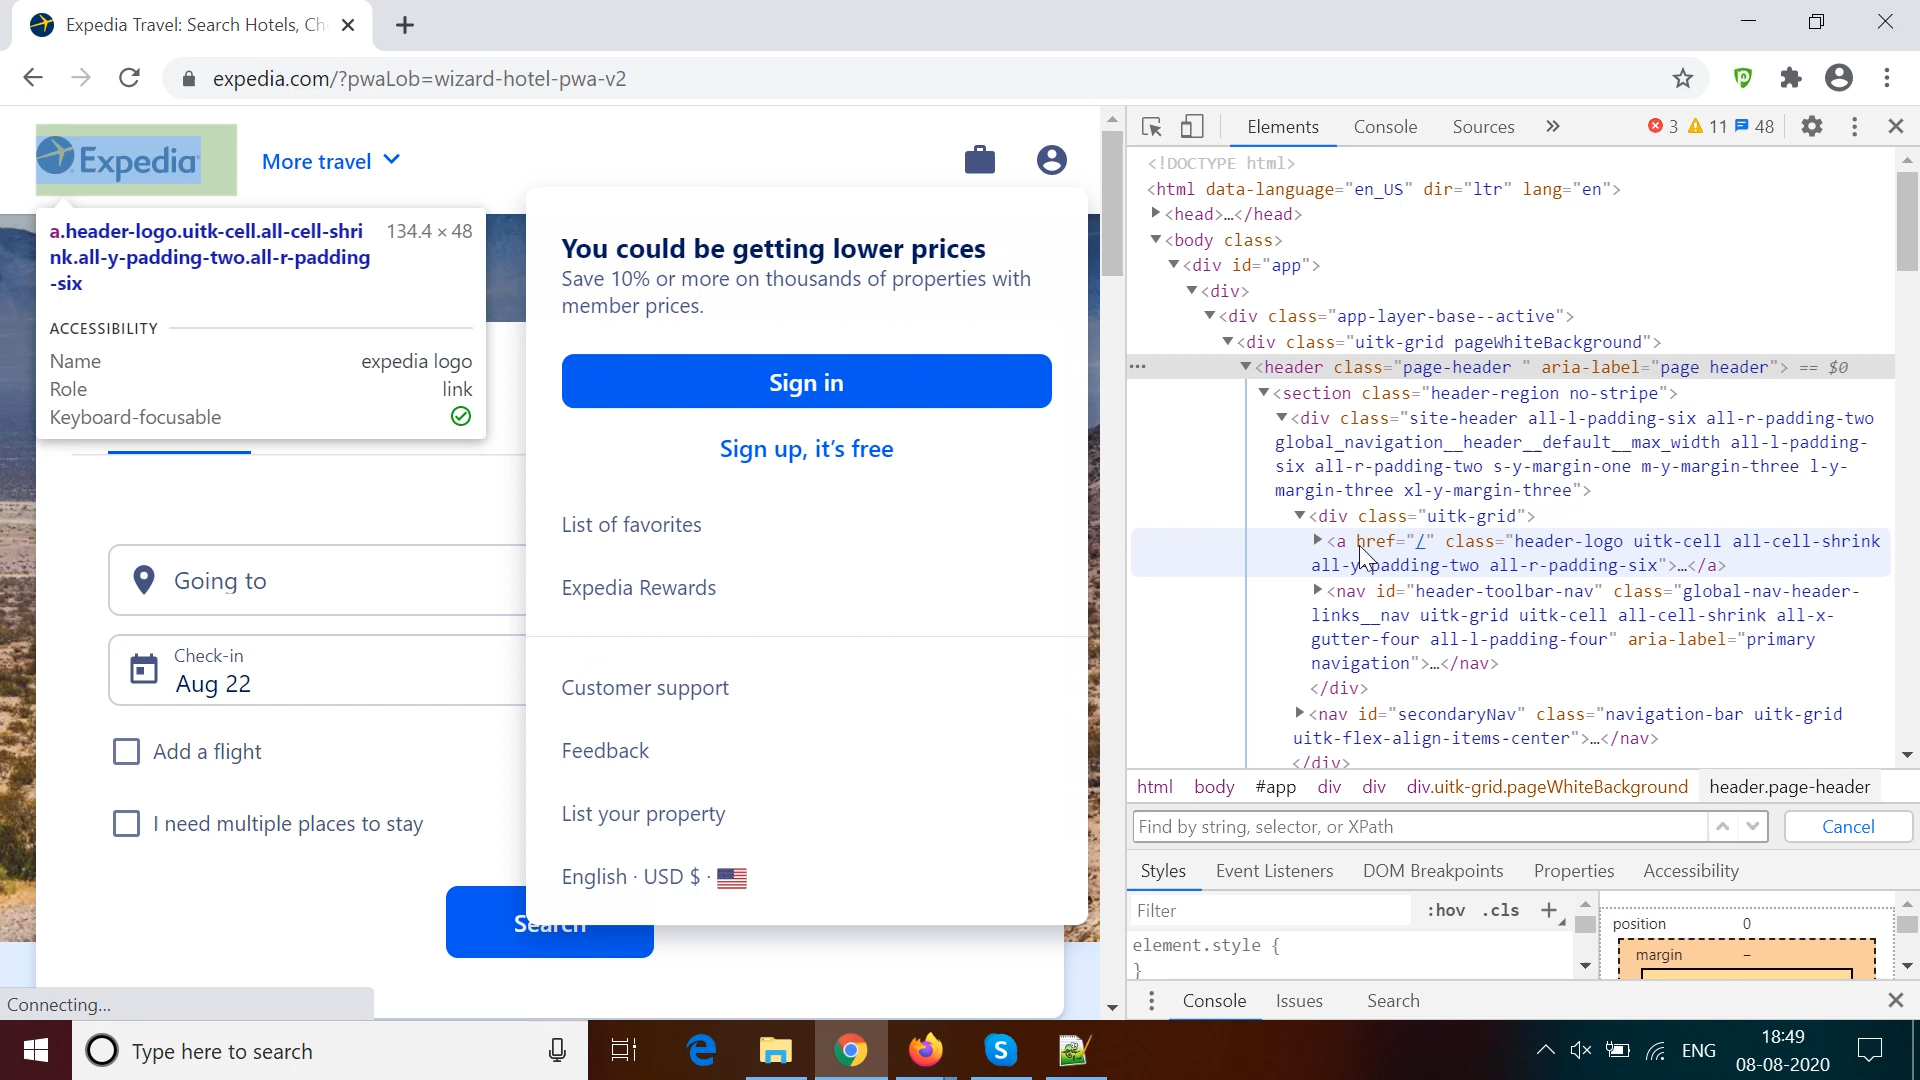 Expedia Travel: Search Hotels, Ch
expedia.com/?pwaLob=wizard-hotel-pwa-v2
Expedia
More travel
a.header-logo.uitk-cell.all-cell-shri
nk.all-y-padding-two.all-r-padding
-six
134.4 × 48
ACCESSIBILITY
Name expedia logo
Role link
Keyboard-focusable
You could be getting lower prices
Save 10% or more on thousands of properties with
member prices.
Sign in
Sign up, it's free
List of favorites
Expedia Rewards
Customer support
Feedback
List your property
English · USD $ ·
Going to
Check-in
Aug 22
Add a flight
I need multiple places to stay
Search
Connecting...
Elements Console Sources » 3 11 48
<!DOCTYPE html>
<html data-language="en_US" dir="ltr" lang="en">
<head>…</head>
<body class>
<div id="app">
<div>
<div class="app-layer-base--active">
<div class="uitk-grid pageWhiteBackground">
<header class="page-header " aria-label="page header"> == $0
<section class="header-region no-stripe">
<div class="site-header all-l-padding-six all-r-padding-two
global_navigation__header__default__max_width all-l-padding-
six all-r-padding-two s-y-margin-one m-y-margin-three l-y-
margin-three xl-y-margin-three">
<div class="uitk-grid">
<a href="/" class="header-logo uitk-cell all-cell-shrink
all-y-padding-two all-r-padding-six">…</a>
<nav id="header-toolbar-nav" class="global-nav-header-
links__nav uitk-grid uitk-cell all-cell-shrink all-x-
gutter-four all-l-padding-four" aria-label="primary
navigation">…</nav>
</div>
<nav id="secondaryNav" class="navigation-bar uitk-grid
uitk-flex-align-items-center">…</nav>
</div>
html body #app div div div.uitk-grid.pageWhiteBackground header.page-header
Find by string, selector, or XPath
Cancel
Styles Event Listeners DOM Breakpoints Properties Accessibility
Filter :hov .cls +
element.style {
}
position 0
margin –
Console Issues Search
Type here to search
ENG
18:49
08-08-2020